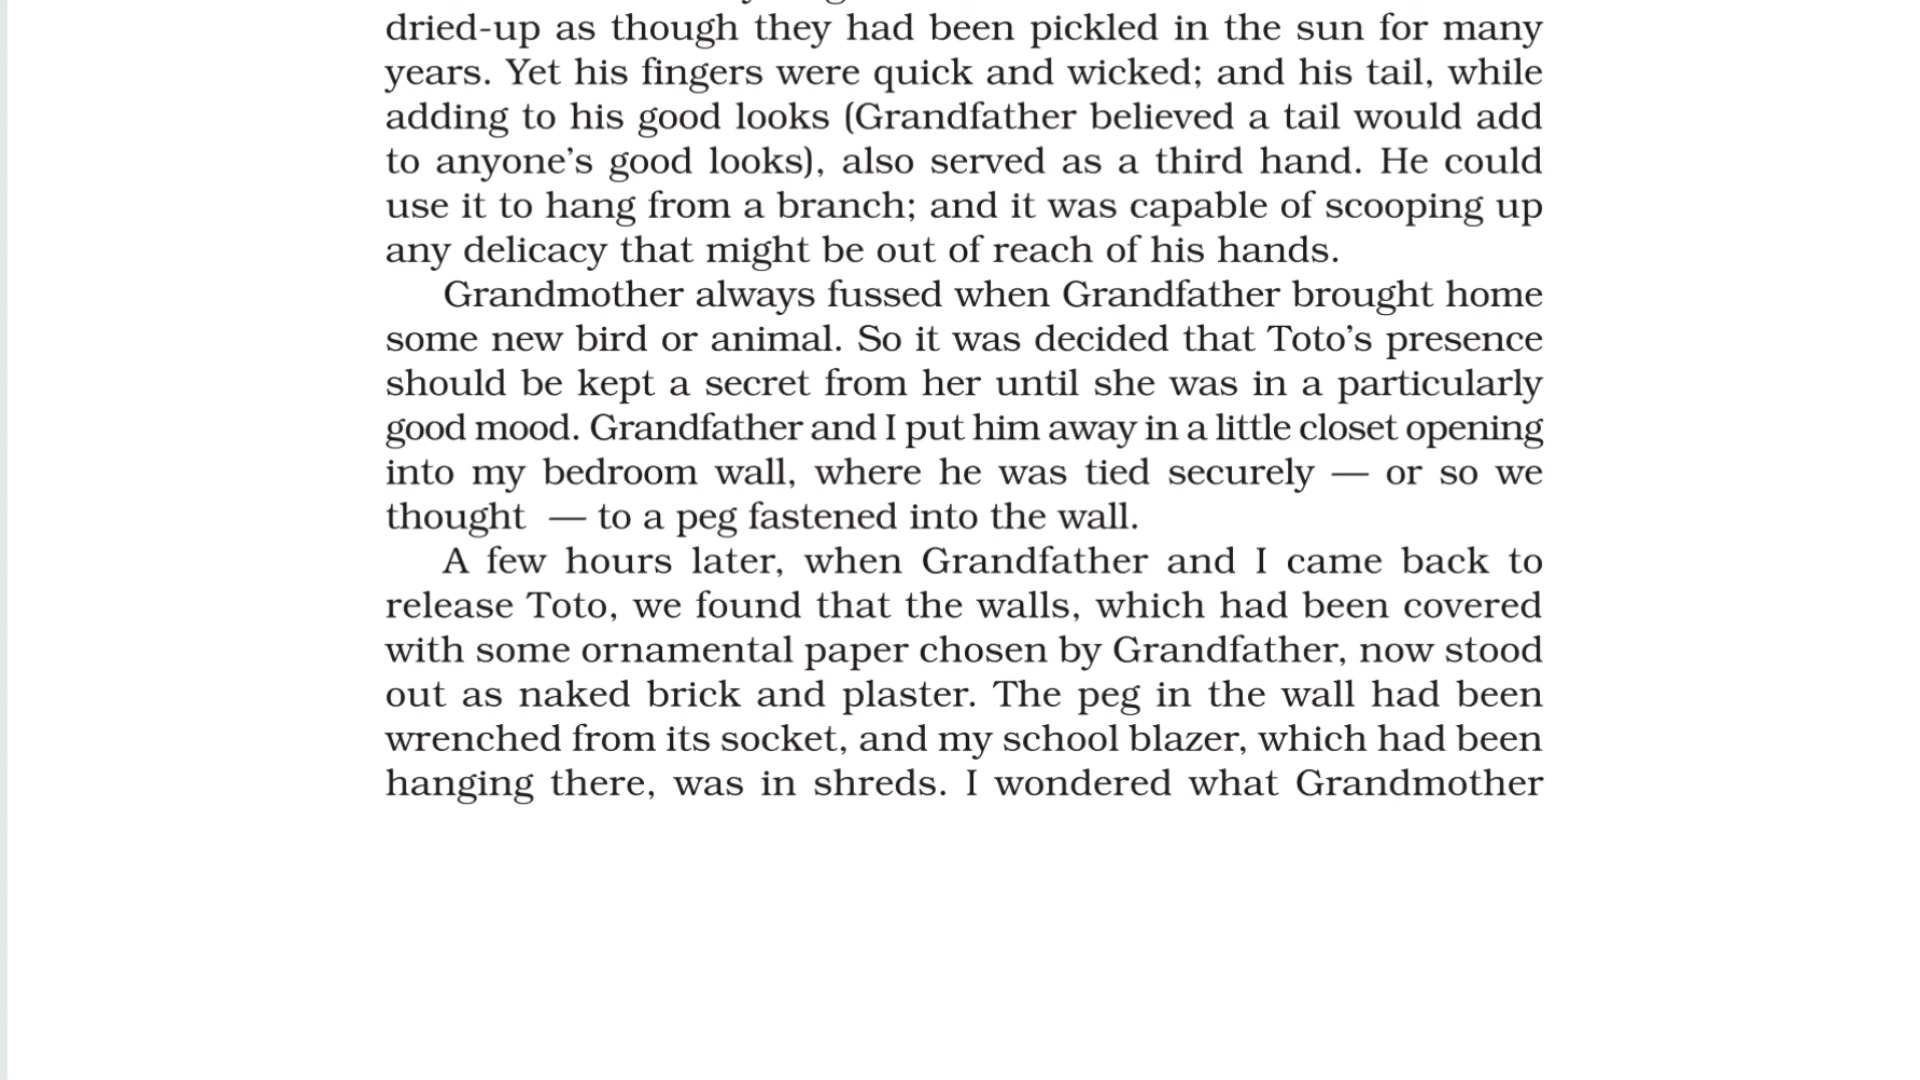 dried-up as though they had been pickled in the sun for many
years. Yet his fingers were quick and wicked; and his tail, while
adding to his good looks (Grandfather believed a tail would add
to anyone’s good looks), also served as a third hand. He could
use it to hang from a branch; and it was capable of scooping up
any delicacy that might be out of reach of his hands.
Grandmother always fussed when Grandfather brought home
some new bird or animal. So it was decided that Toto’s presence
should be kept a secret from her until she was in a particularly
good mood. Grandfather and I put him away in a little closet opening
into my bedroom wall, where he was tied securely — or so we
thought — to a peg fastened into the wall.
A few hours later, when Grandfather and I came back to
release Toto, we found that the walls, which had been covered
with some ornamental paper chosen by Grandfather, now stood
out as naked brick and plaster. The peg in the wall had been
wrenched from its socket, and my school blazer, which had been
hanging there, was in shreds. I wondered what Grandmother